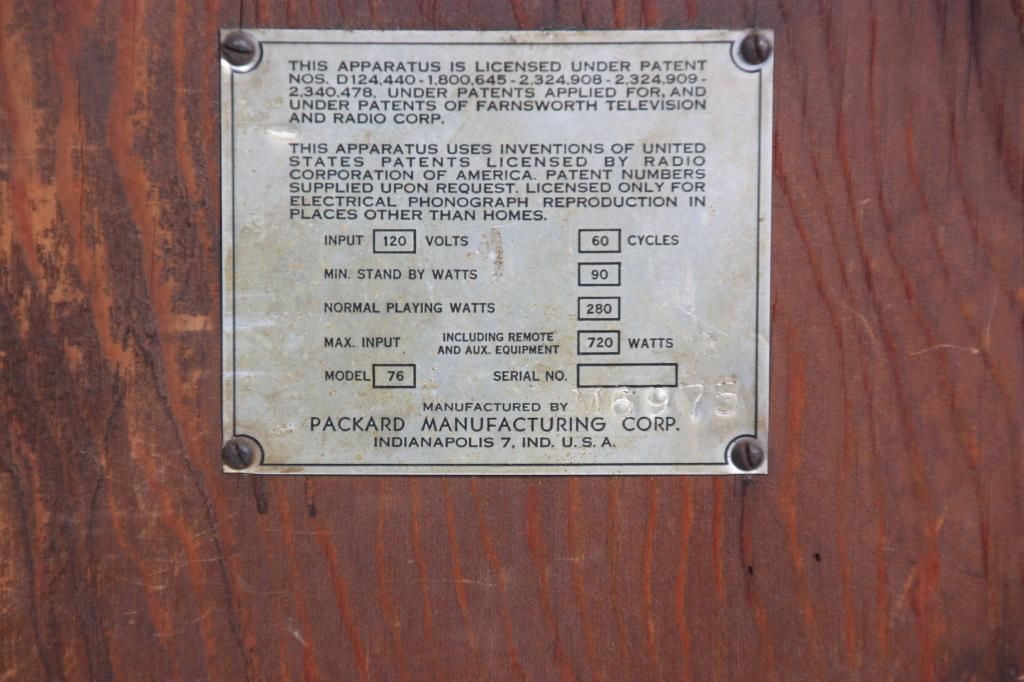 THIS APPARATUS IS LICENSED UNDER PATENT
NOS. D124,440-1,800,645-2,324,908-2,324,909-
2,340,478, UNDER PATENTS APPLIED FOR, AND
UNDER PATENTS OF FARNSWORTH TELEVISION
AND RADIO CORP.
THIS APPARATUS USES INVENTIONS OF UNITED
STATES PATENTS LICENSED BY RADIO
CORPORATION OF AMERICA. PATENT NUMBERS
SUPPLIED UPON REQUEST. LICENSED ONLY FOR
ELECTRICAL PHONOGRAPH REPRODUCTION IN
PLACES OTHER THAN HOMES.
INPUT 120 VOLTS 60 CYCLES
MIN. STAND BY WATTS 90
NORMAL PLAYING WATTS 280
MAX. INPUT INCLUDING REMOTE AND AUX. EQUIPMENT 720 WATTS
MODEL 76 SERIAL NO.
M6975
MANUFACTURED BY
PACKARD MANUFACTURING CORP.
INDIANAPOLIS 7, IND. U.S.A.